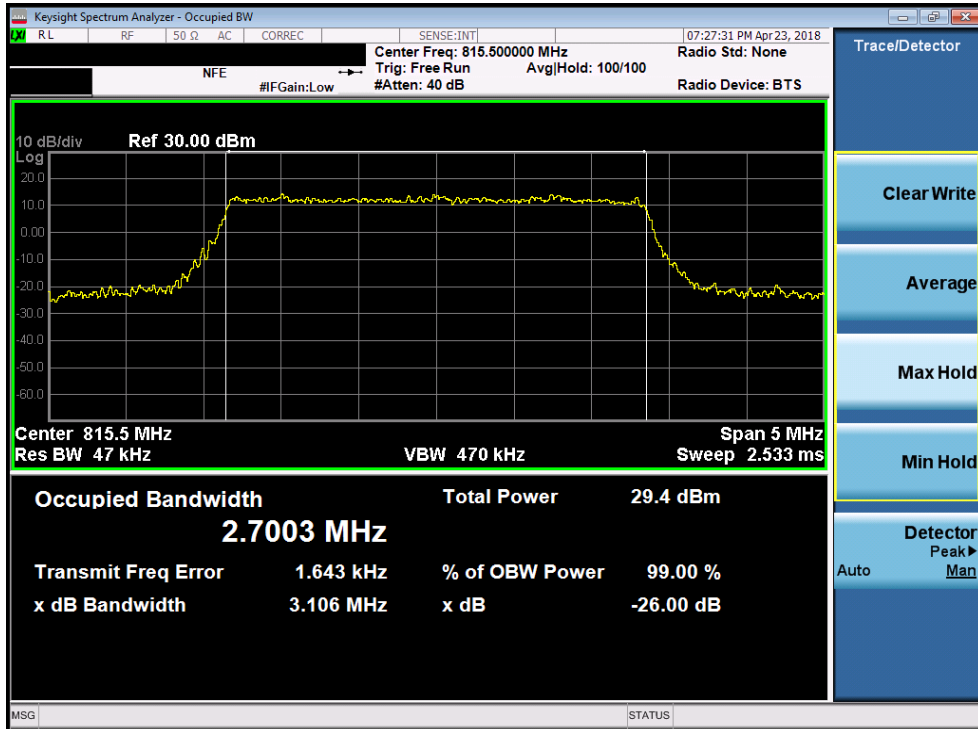 Keysight Spectrum Analyzer - Occupied BW
LXI RL RF 50 Ω AC CORREC SENSE:INT 07:27:31 PM Apr 23, 2018
Center Freq: 815.500000 MHz Radio Std: None
NFE Trig: Free Run Avg|Hold: 100/100
#IFGain:Low #Atten: 40 dB Radio Device: BTS
10 dB/div Ref 30.00 dBm
Log
20.0
10.0
0.00
-10.0
-20.0
-30.0
-40.0
-50.0
-60.0
Center 815.5 MHz Span 5 MHz
Res BW 47 kHz VBW 470 kHz Sweep 2.533 ms
Occupied Bandwidth Total Power 29.4 dBm
2.7003 MHz
Transmit Freq Error 1.643 kHz % of OBW Power 99.00 %
x dB Bandwidth 3.106 MHz x dB -26.00 dB
MSG STATUS
Trace/Detector
Clear Write
Average
Max Hold
Min Hold
Detector
Peak▶
Auto Man